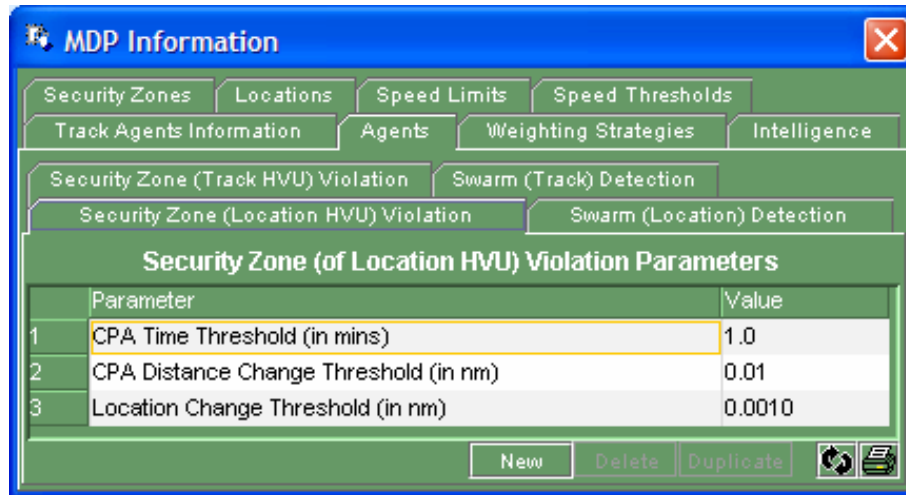 MDP Information
Security Zones Locations Speed Limits Speed Thresholds
Track Agents Information Agents Weighting Strategies Intelligence
Security Zone (Track HVU) Violation Swarm (Track) Detection
Security Zone (Location HVU) Violation Swarm (Location) Detection
Security Zone (of Location HVU) Violation Parameters
Parameter Value
1 CPA Time Threshold (in mins) 1.0
2 CPA Distance Change Threshold (in nm) 0.01
3 Location Change Threshold (in nm) 0.0010
New Delete Duplicate